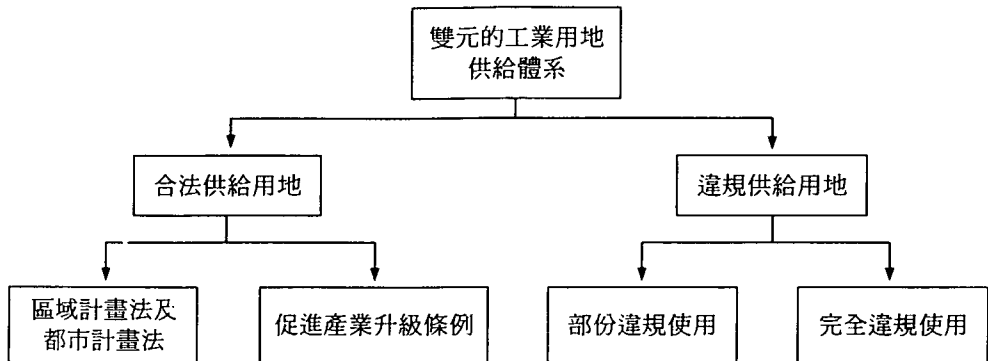 雙元的工業用地
供給體系
合法供給用地
違規供給用地
區域計畫法及
都市計畫法
促進產業升級條例
部份違規使用
完全違規使用